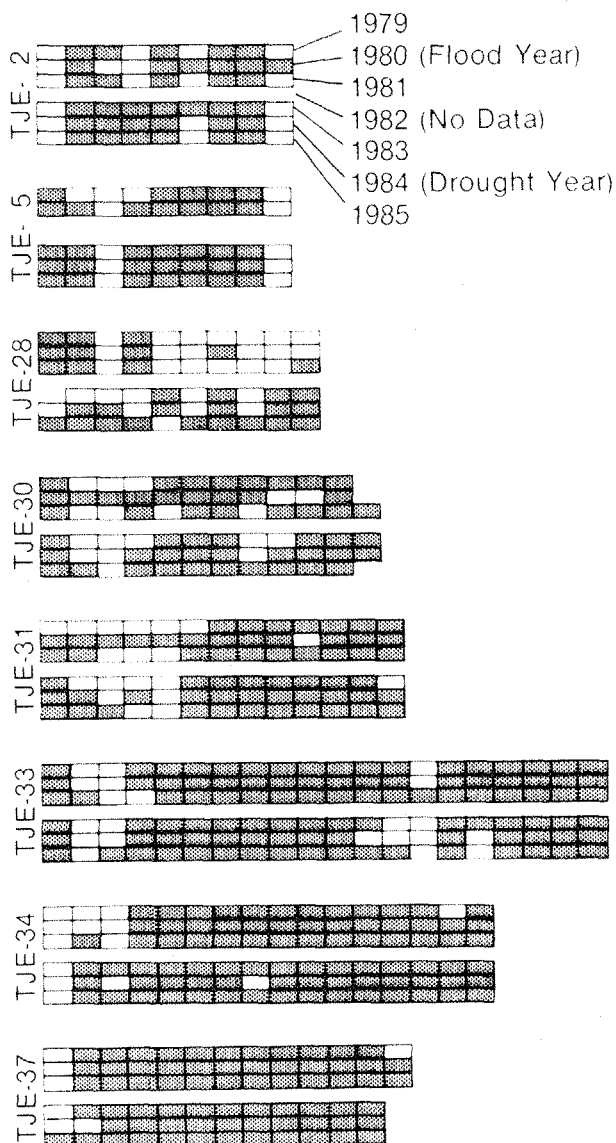 1979
1980 (Flood Year)
1981
1982 (No Data)
1983
1984 (Drought Year)
1985
TJE- 2
TJE- 5
TJE-28
TJE-30
TJE-31
TJE-33
TJE-34
TJE-37